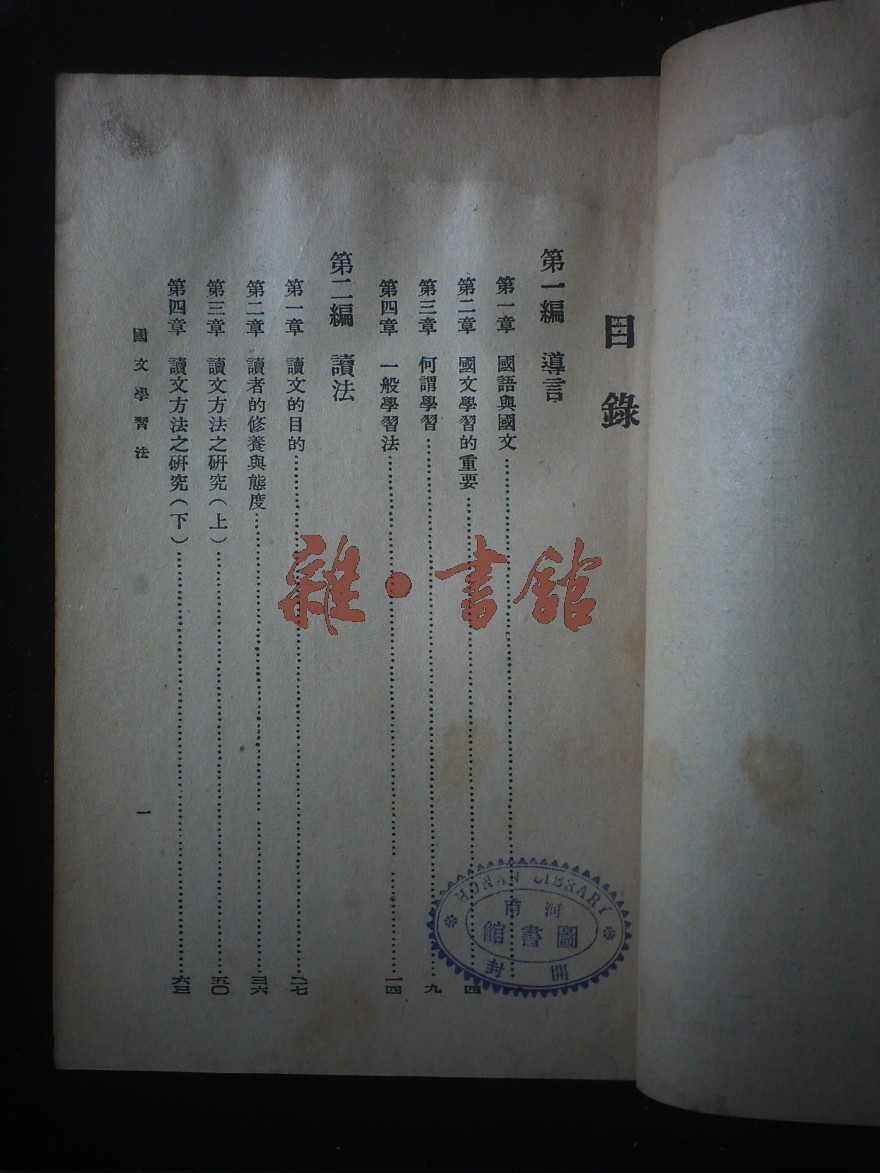 目錄
第一編 導言
第一章 國語與國文
第二章 國文學習的重要 四
第三章 何謂學習 九
第四章 一般學習法 一四
第二編 讀法
第一章 讀文的目的 二七
第二章 讀者的修養與態度 三六
第三章 讀文方法之研究(上) 五〇
第四章 讀文方法之研究(下) 六三
國文學習法 一
雜·書館
HONAN LIBRARY
河南
圖書館
開封